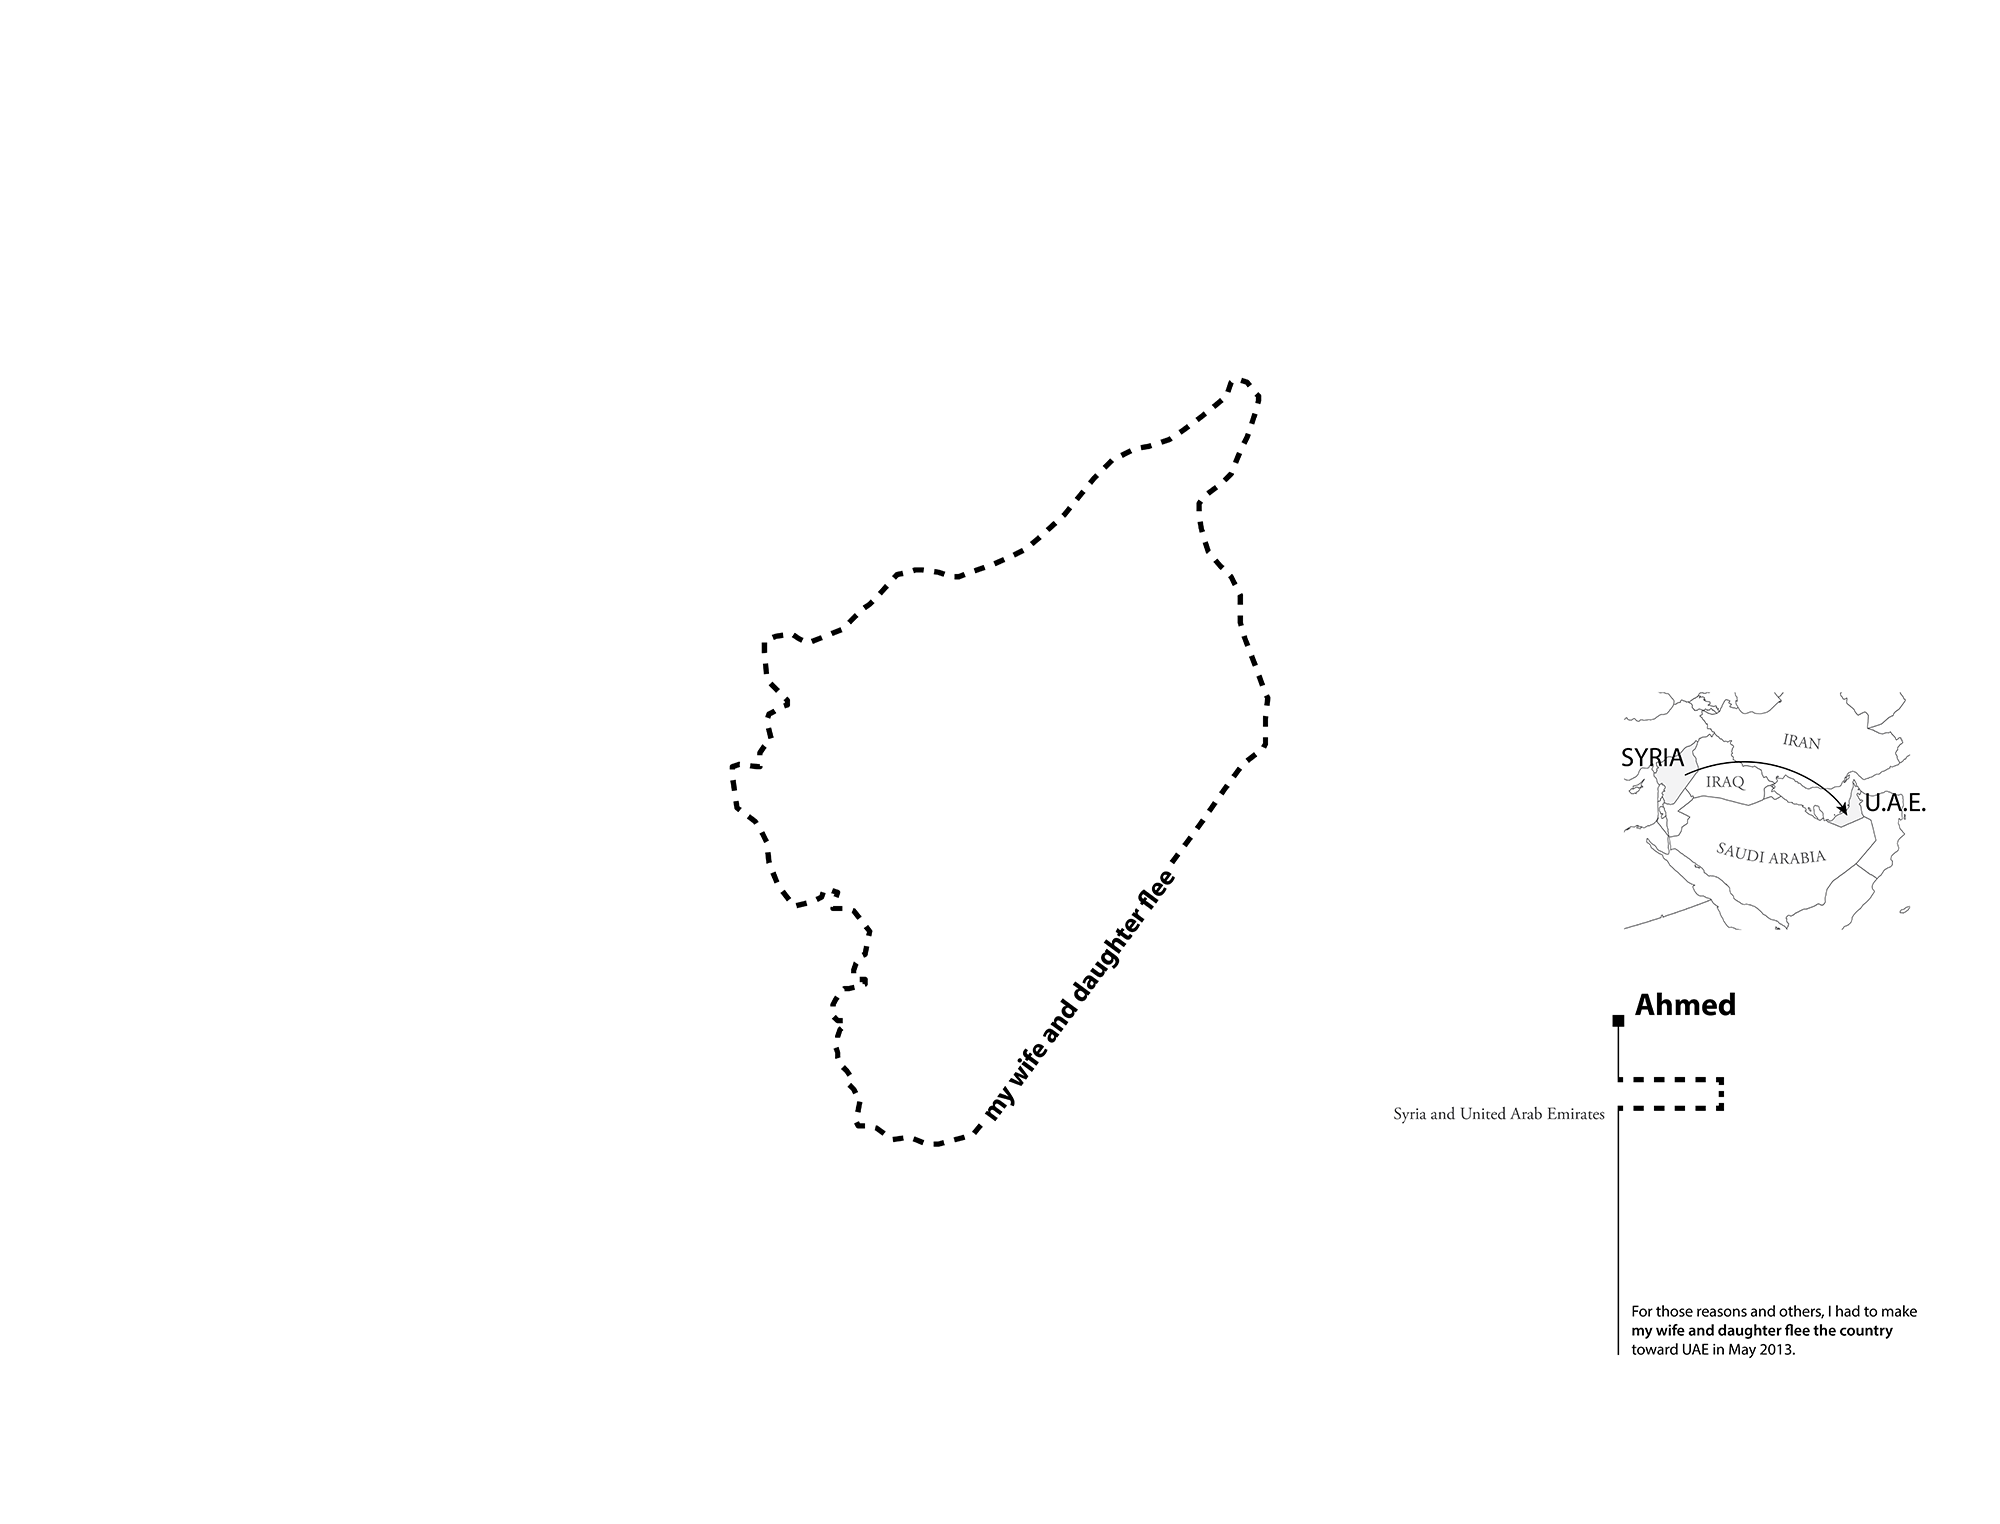 my wife and daughter flee
SYRIA
IRAN
IRAQ
U.A.E.
SAUDI ARABIA
Ahmed
Syria and United Arab Emirates
For those reasons and others, I had to make
my wife and daughter flee the country
toward UAE in May 2013.